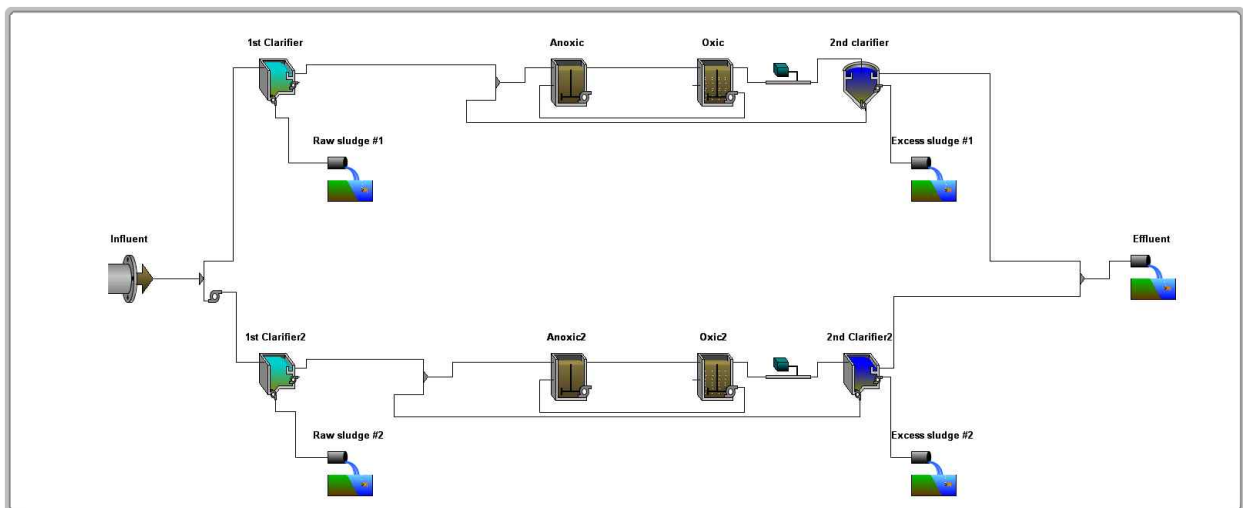 1st Clarifier
Anoxic
Oxic
2nd clarifier
Raw sludge #1
Excess sludge #1
Influent
Effluent
1st Clarifier2
Anoxic2
Oxic2
2nd Clarifier2
Raw sludge #2
Excess sludge #2